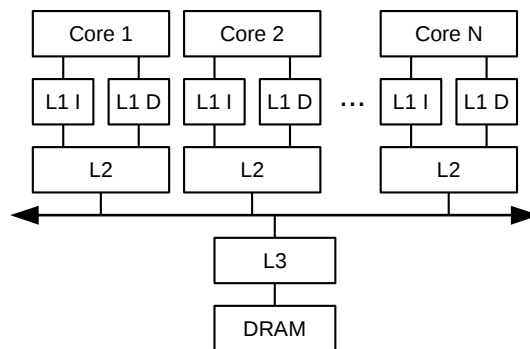 Core 1 Core 2 Core N
L1 I L1 D L1 I L1 D ... L1 I L1 D
L2 L2 L2
L3
DRAM